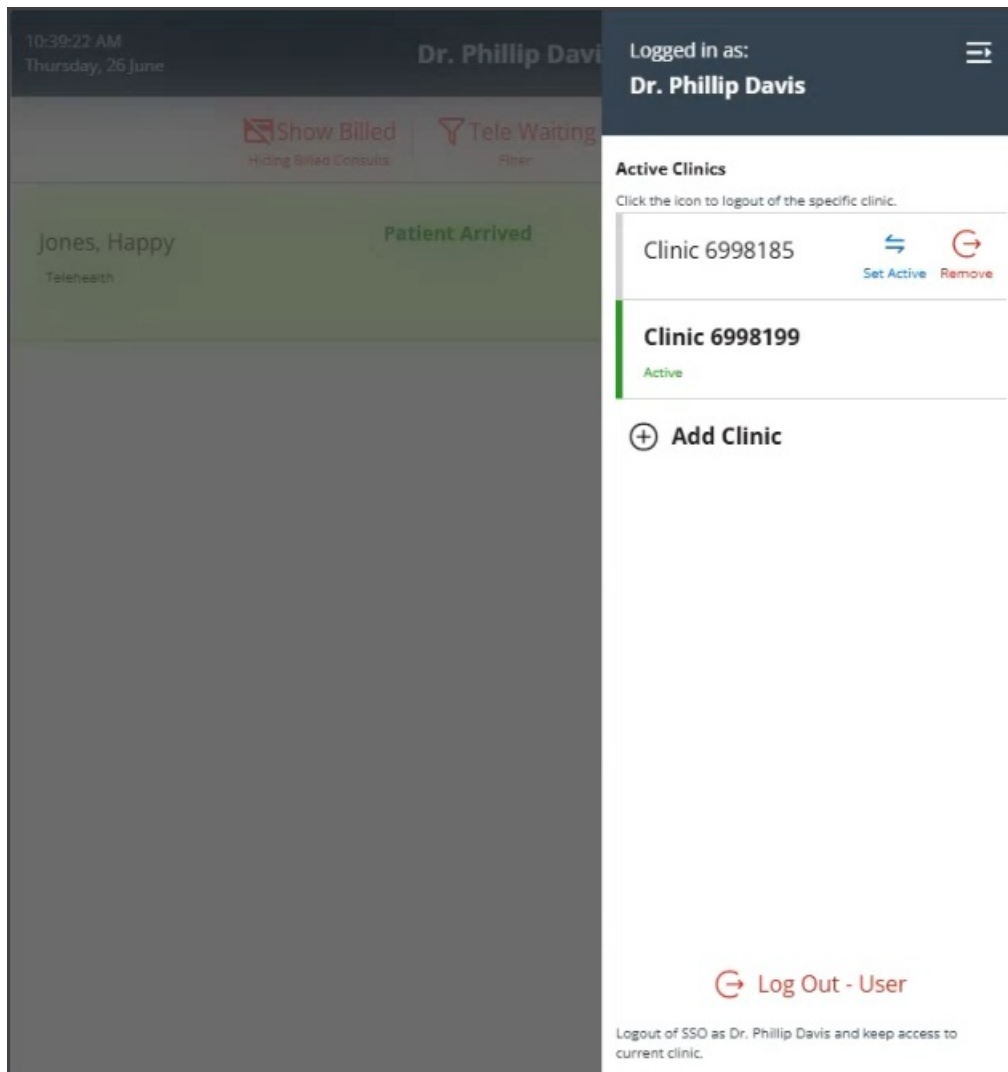 10:39:22 AM
Thursday, 26 June
Dr. Phillip Davi
Show Billed
Hiding Billed Consults
Tele Waiting
Filter
Jones, Happy
Telehealth
Patient Arrived
Logged in as:
Dr. Phillip Davis
Active Clinics
Click the icon to logout of the specific clinic.
Clinic 6998185
Set Active
Remove
Clinic 6998199
Active
Add Clinic
Log Out - User
Logout of SSO as Dr. Phillip Davis and keep access to
current clinic.